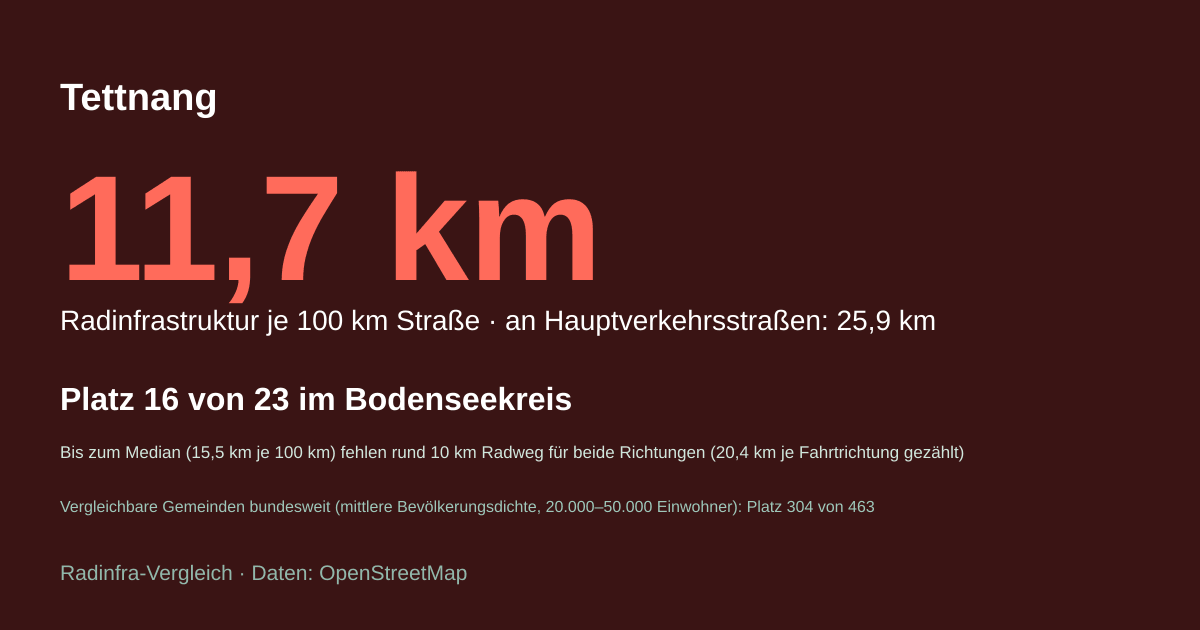 Tettnang
11,7 km
Radinfrastruktur je 100 km Straße · an Hauptverkehrsstraßen: 25,9 km
Platz 16 von 23 im Bodenseekreis
Bis zum Median (15,5 km je 100 km) fehlen rund 10 km Radweg für beide Richtungen (20,4 km je Fahrtrichtung gezählt)
Vergleichbare Gemeinden bundesweit (mittlere Bevölkerungsdichte, 20.000–50.000 Einwohner): Platz 304 von 463
Radinfra-Vergleich · Daten: OpenStreetMap